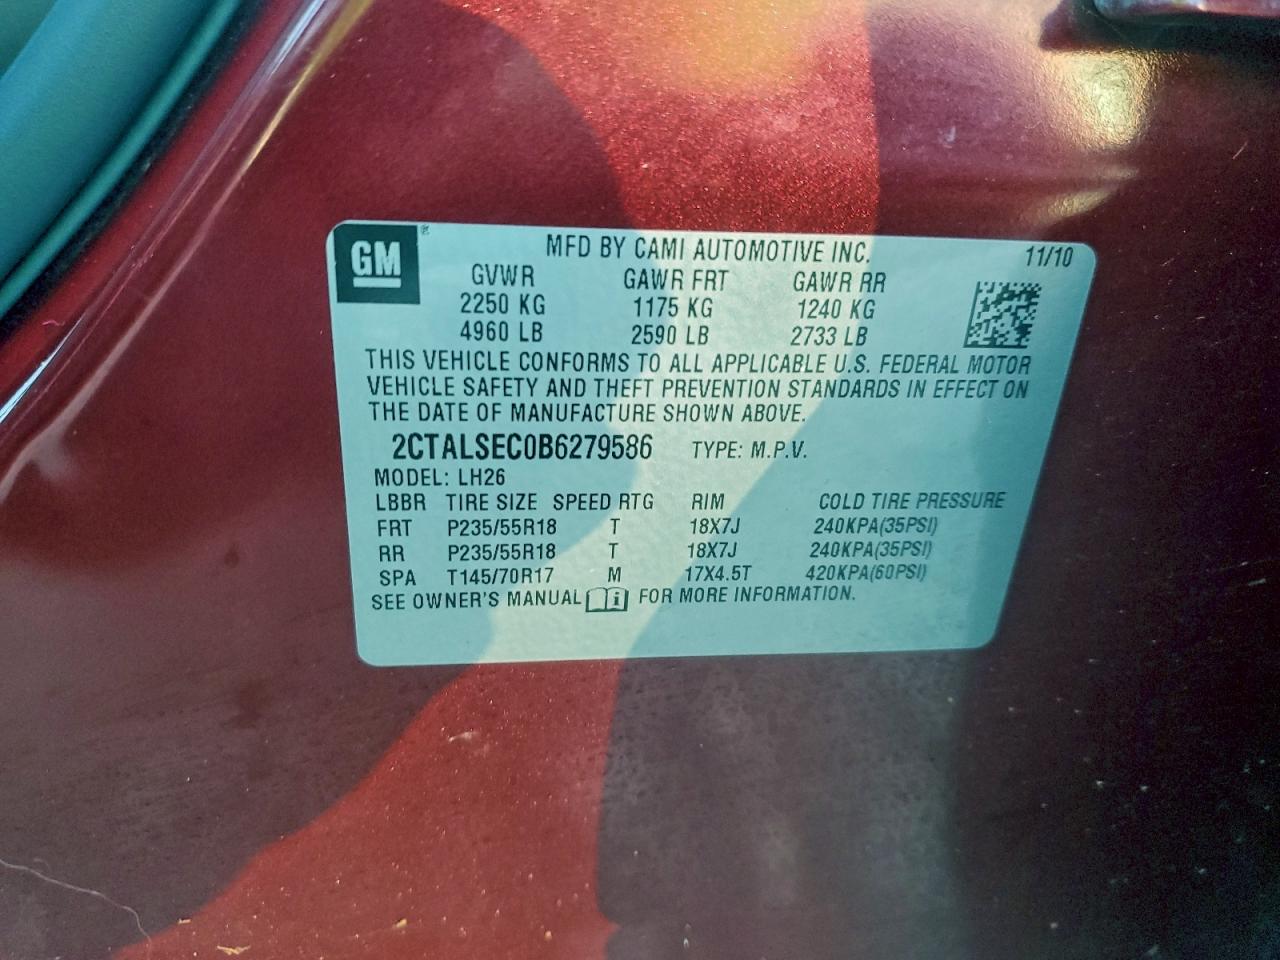 GM® MFD BY CAMI AUTOMOTIVE INC. 11/10
GVWR GAWR FRT GAWR RR
2250 KG 1175 KG 1240 KG
4960 LB 2590 LB 2733 LB
THIS VEHICLE CONFORMS TO ALL APPLICABLE U.S. FEDERAL MOTOR
VEHICLE SAFETY AND THEFT PREVENTION STANDARDS IN EFFECT ON
THE DATE OF MANUFACTURE SHOWN ABOVE.
2CTALSEC0B6279586 TYPE: M.P.V.
MODEL: LH26
LBBR TIRE SIZE SPEED RTG RIM COLD TIRE PRESSURE
FRT P235/55R18 T 18X7J 240KPA(35PSI)
RR P235/55R18 T 18X7J 240KPA(35PSI)
SPA T145/70R17 M 17X4.5T 420KPA(60PSI)
SEE OWNER'S MANUAL i FOR MORE INFORMATION.